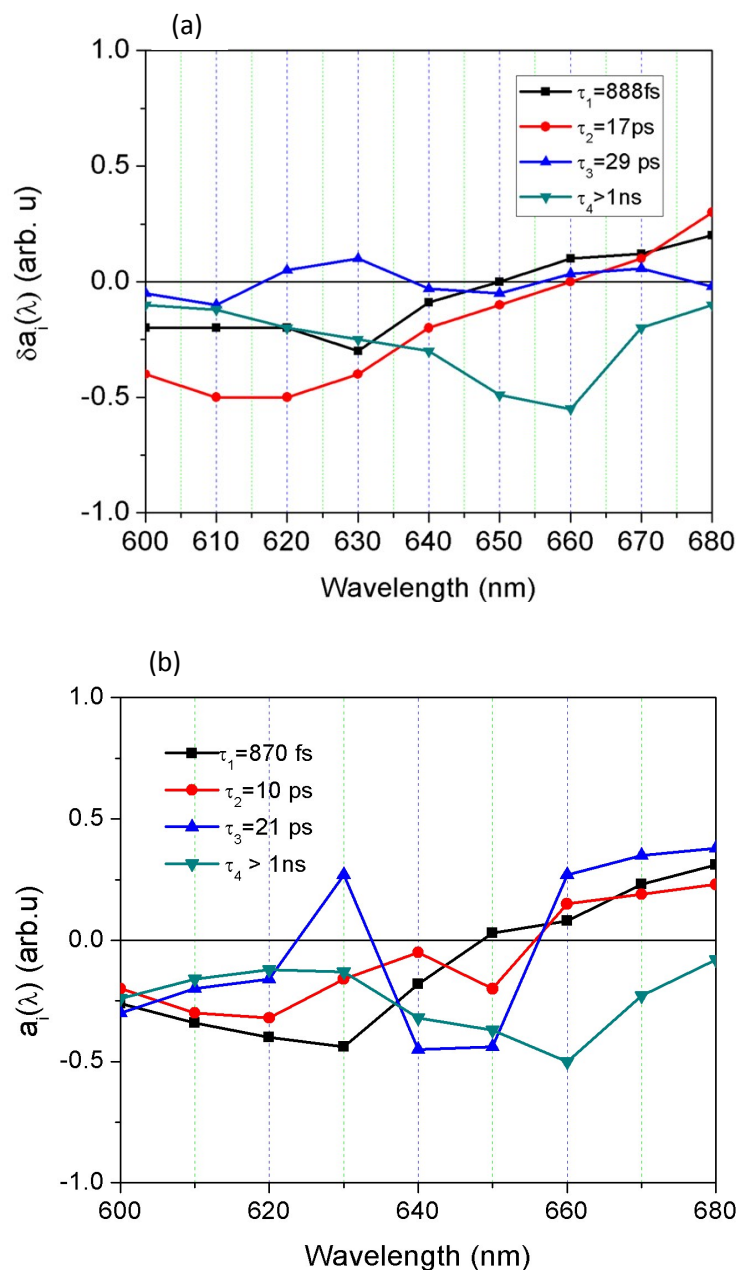 (a)
1.0
0.5
0.0
-0.5
-1.0
δaᵢ(λ) (arb. u)
τ₁=888fs
τ₂=17ps
τ₃=29 ps
τ₄>1ns
600 610 620 630 640 650 660 670 680
Wavelength (nm)
(b)
1.0
0.5
0.0
-0.5
-1.0
aᵢ(λ) (arb.u)
τ₁=870 fs
τ₂=10 ps
τ₃=21 ps
τ₄ > 1ns
600 620 640 660 680
Wavelength (nm)